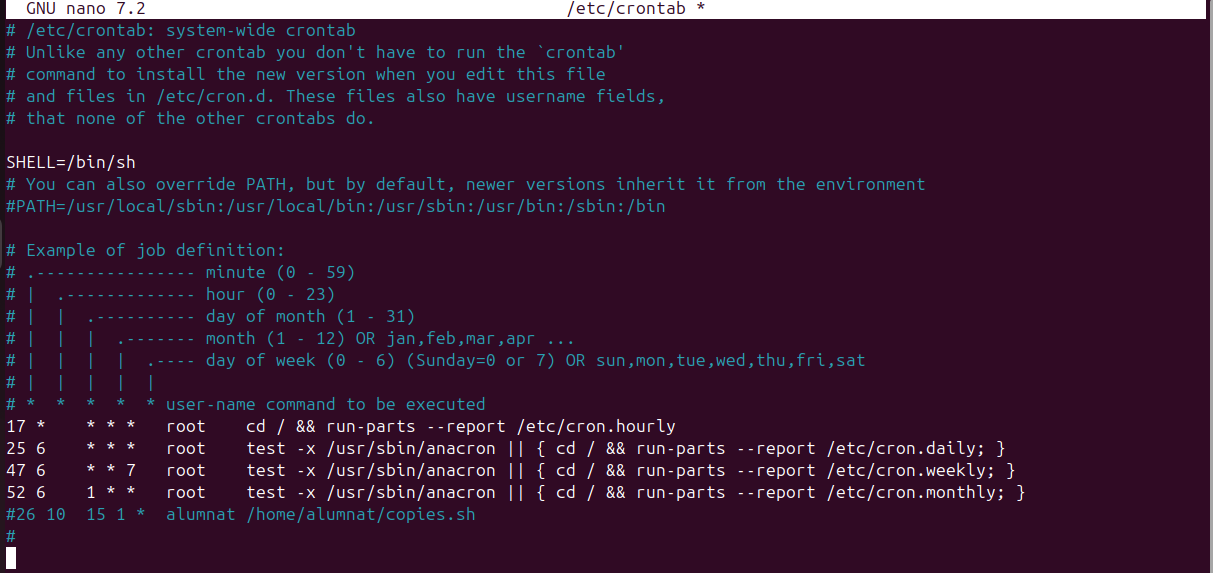 GNU nano 7.2                                          /etc/crontab *
# /etc/crontab: system-wide crontab
# Unlike any other crontab you don't have to run the `crontab'
# command to install the new version when you edit this file
# and files in /etc/cron.d. These files also have username fields,
# that none of the other crontabs do.

SHELL=/bin/sh
# You can also override PATH, but by default, newer versions inherit it from the environment
#PATH=/usr/local/sbin:/usr/local/bin:/usr/sbin:/usr/bin:/sbin:/bin

# Example of job definition:
# .---------------- minute (0 - 59)
# |  .------------- hour (0 - 23)
# |  |  .---------- day of month (1 - 31)
# |  |  |  .------- month (1 - 12) OR jan,feb,mar,apr ...
# |  |  |  |  .---- day of week (0 - 6) (Sunday=0 or 7) OR sun,mon,tue,wed,thu,fri,sat
# |  |  |  |  |
# *  *  *  *  * user-name command to be executed
17 *    * * *   root    cd / && run-parts --report /etc/cron.hourly
25 6    * * *   root    test -x /usr/sbin/anacron || { cd / && run-parts --report /etc/cron.daily; }
47 6    * * 7   root    test -x /usr/sbin/anacron || { cd / && run-parts --report /etc/cron.weekly; }
52 6    1 * *   root    test -x /usr/sbin/anacron || { cd / && run-parts --report /etc/cron.monthly; }
#26 10  15 1 *  alumnat /home/alumnat/copies.sh
#